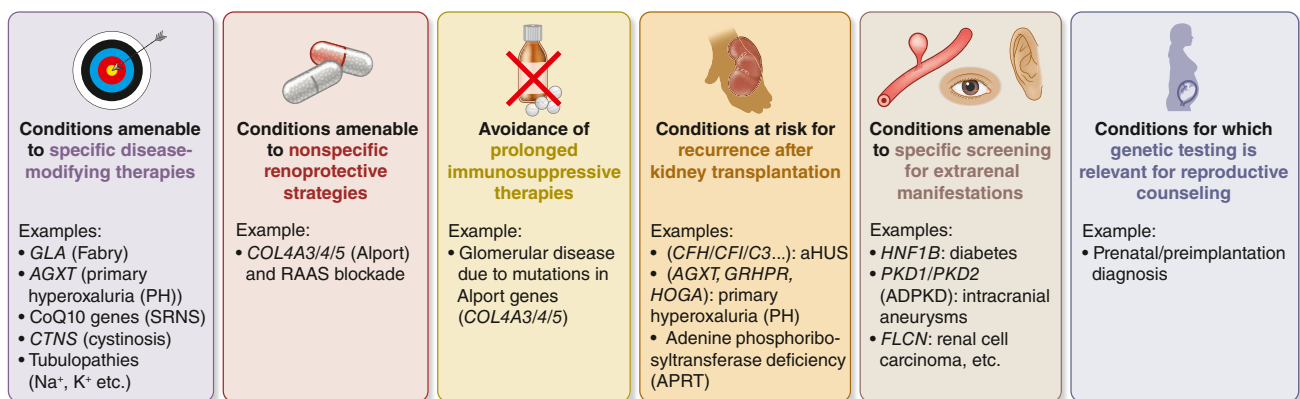 Conditions amenable
to specific disease-
modifying therapies
Examples:
• GLA (Fabry)
• AGXT (primary
hyperoxaluria (PH))
• CoQ10 genes (SRNS)
• CTNS (cystinosis)
• Tubulopathies
(Na⁺, K⁺ etc.)
Conditions amenable
to nonspecific
renoprotective
strategies
Example:
• COL4A3/4/5 (Alport)
and RAAS blockade
Avoidance of
prolonged
immunosuppressive
therapies
Example:
• Glomerular disease
due to mutations in
Alport genes
(COL4A3/4/5)
Conditions at risk for
recurrence after
kidney transplantation
Examples:
• (CFH/CFI/C3...): aHUS
• (AGXT, GRHPR,
HOGA): primary
hyperoxaluria (PH)
• Adenine phosphoribo-
syltransferase deficiency
(APRT)
Conditions amenable
to specific screening
for extrarenal
manifestations
Examples:
• HNF1B: diabetes
• PKD1/PKD2
(ADPKD): intracranial
aneurysms
• FLCN: renal cell
carcinoma, etc.
Conditions for which
genetic testing is
relevant for reproductive
counseling
Example:
• Prenatal/preimplantation
diagnosis